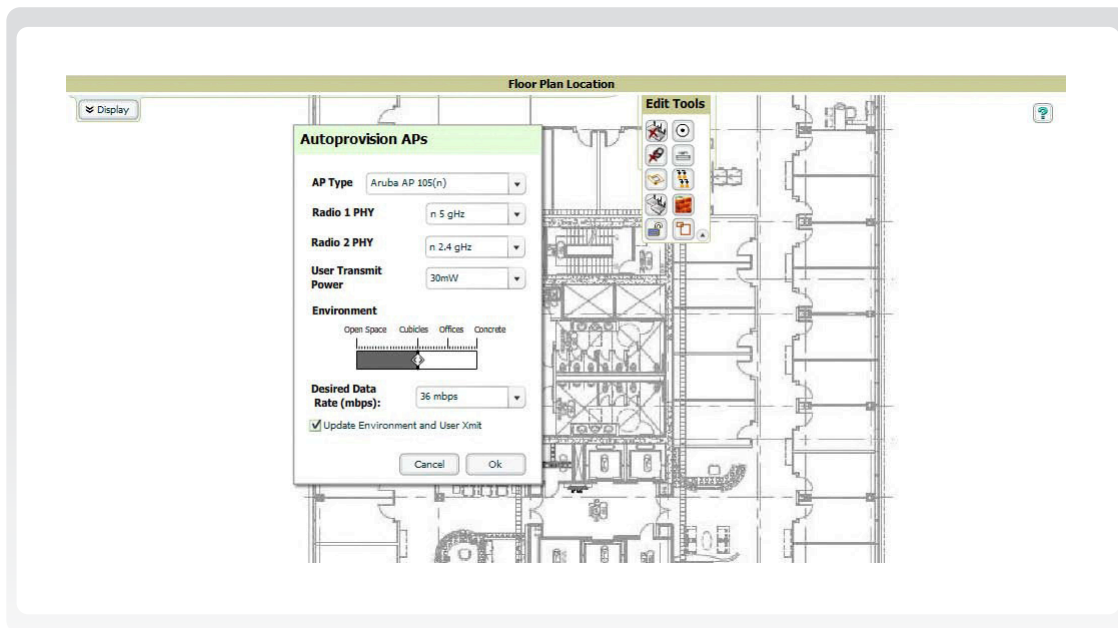 Floor Plan Location
Display
Edit Tools
?
Autoprovision APs
AP Type Aruba AP 105(n)
Radio 1 PHY n 5 gHz
Radio 2 PHY n 2.4 gHz
User Transmit
Power 30mW
Environment
Open Space Cubicles Offices Concrete
Desired Data
Rate (mbps): 36 mbps
Update Environment and User Xmit
Cancel Ok